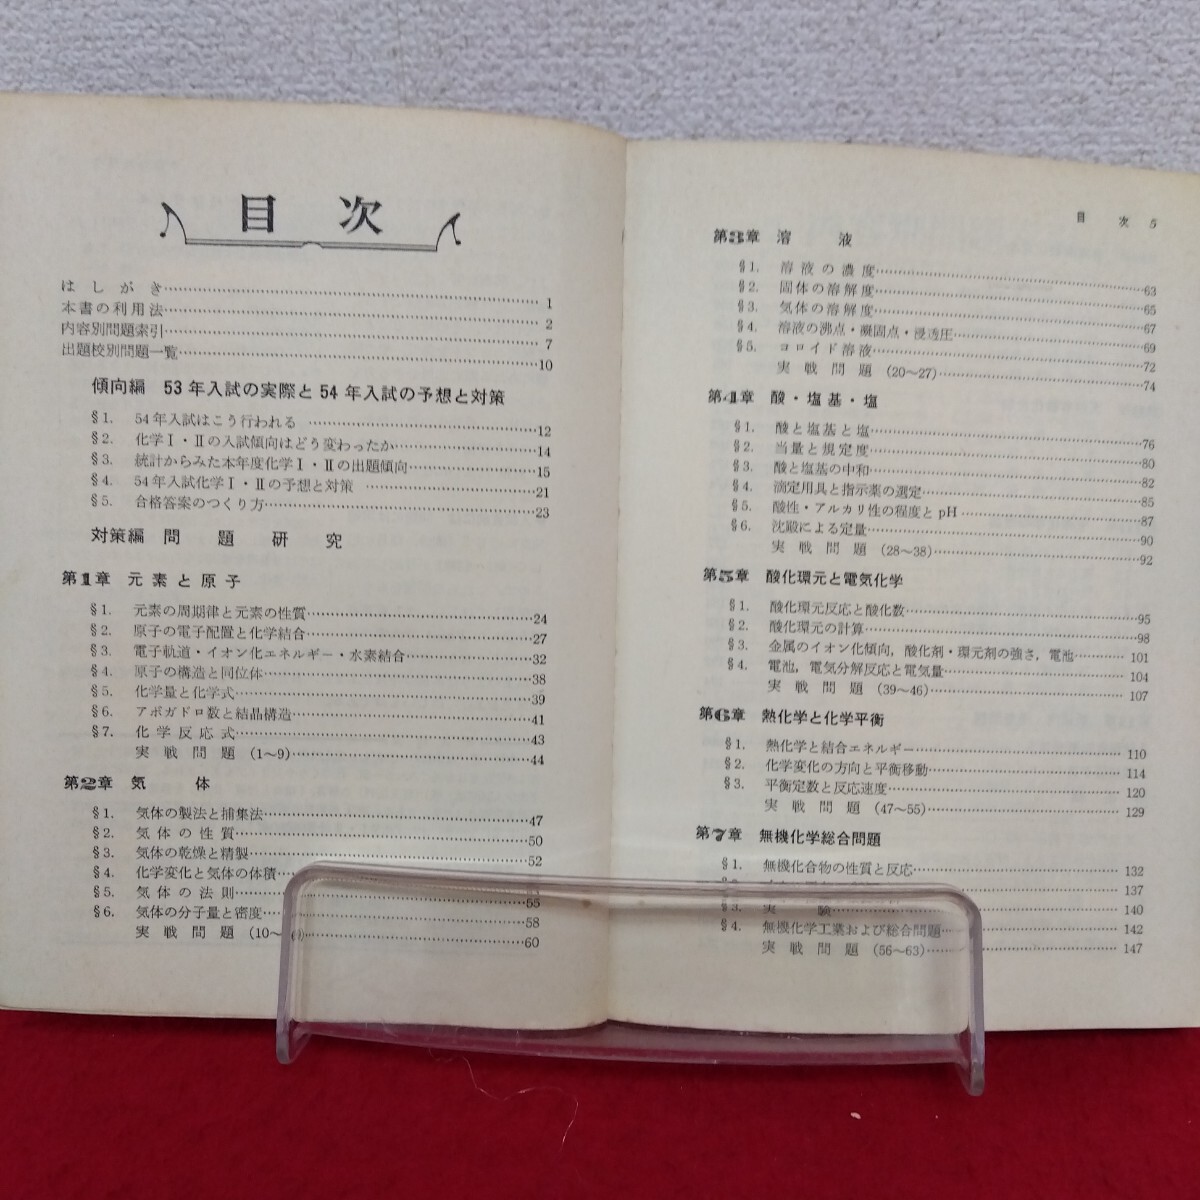 目次
はしがき……1
本書の利用法……2
内容別問題索引……7
出題校別問題一覧……10
傾向編 53年入試の実際と54年入試の予想と対策
§1. 54年入試はこう行われる……12
§2. 化学Ⅰ・Ⅱの入試傾向はどう変わったか……14
§3. 統計からみた本年度化学Ⅰ・Ⅱの出題傾向……15
§4. 54年入試化学Ⅰ・Ⅱの予想と対策……21
§5. 合格答案のつくり方……23
対策編 問題研究
第1章 元素と原子
§1. 元素の周期律と元素の性質……24
§2. 原子の電子配置と化学結合……27
§3. 電子軌道・イオン化エネルギー・水素結合……32
§4. 原子の構造と同位体……38
§5. 化学量と化学式……39
§6. アボガドロ数と結晶構造……41
§7. 化学反応式……43
実戦問題 (1〜9)……44
第2章 気体
§1. 気体の製法と捕集法……47
§2. 気体の性質……50
§3. 気体の乾燥と精製……52
§4. 化学変化と気体の体積……
§5. 気体の法則……55
§6. 気体の分子量と密度……58
実戦問題 (10〜……60
目次 5
第3章 溶液
§1. 溶液の濃度……63
§2. 固体の溶解度……65
§3. 気体の溶解度……67
§4. 溶液の沸点・凝固点・浸透圧……69
§5. コロイド溶液……72
実戦問題 (20〜27)……74
第4章 酸・塩基・塩
§1. 酸と塩基と塩……76
§2. 当量と規定度……80
§3. 酸と塩基の中和……82
§4. 滴定用具と指示薬の選定……85
§5. 酸性・アルカリ性の程度とpH……87
§6. 沈殿による定量……90
実戦問題 (28〜38)……92
第5章 酸化還元と電気化学
§1. 酸化還元反応と酸化数……95
§2. 酸化還元の計算……98
§3. 金属のイオン化傾向，酸化剤・還元剤の強さ，電池……101
§4. 電池，電気分解反応と電気量……104
実戦問題 (39〜46)……107
第6章 熱化学と化学平衡
§1. 熱化学と結合エネルギー……110
§2. 化学変化の方向と平衡移動……114
§3. 平衡定数と反応速度……120
実戦問題 (47〜55)……129
第7章 無機化学総合問題
§1. 無機化合物の性質と反応……132
……137
§3. 実験……140
§4. 無機化学工業および総合問題……142
実戦問題 (56〜63)……147